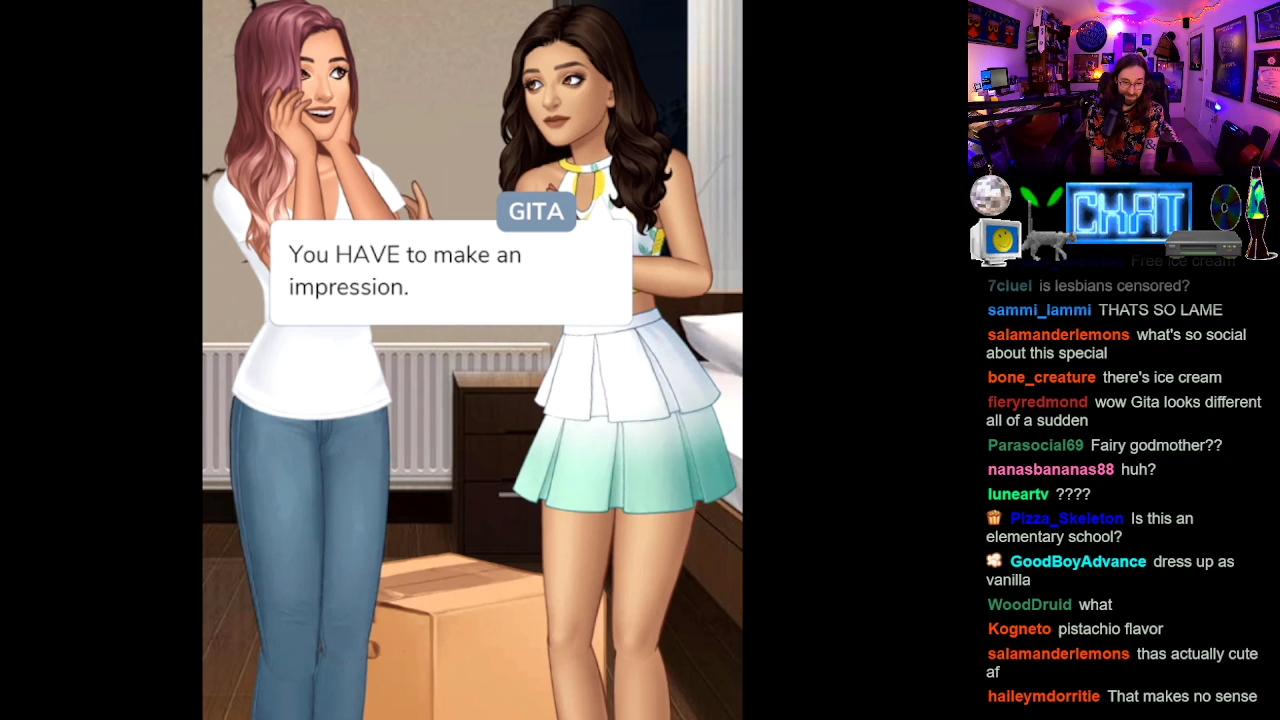 GITA
You HAVE to make an
impression.
CHAT
Free ice cream
7cluel is lesbians censored?
sammi_lammi THATS SO LAME
salamanderlemons what's so social
about this special
bone_creature there's ice cream
fieryredmond wow Gita looks different
all of a sudden
Parasocial69 Fairy godmother??
nanasbananas88 huh?
luneartv ????
Pizza_Skeleton Is this an
elementary school?
GoodBoyAdvance dress up as
vanilla
WoodDruid what
Kogneto pistachio flavor
salamanderlemons thas actually cute
af
haileymdorritie That makes no sense